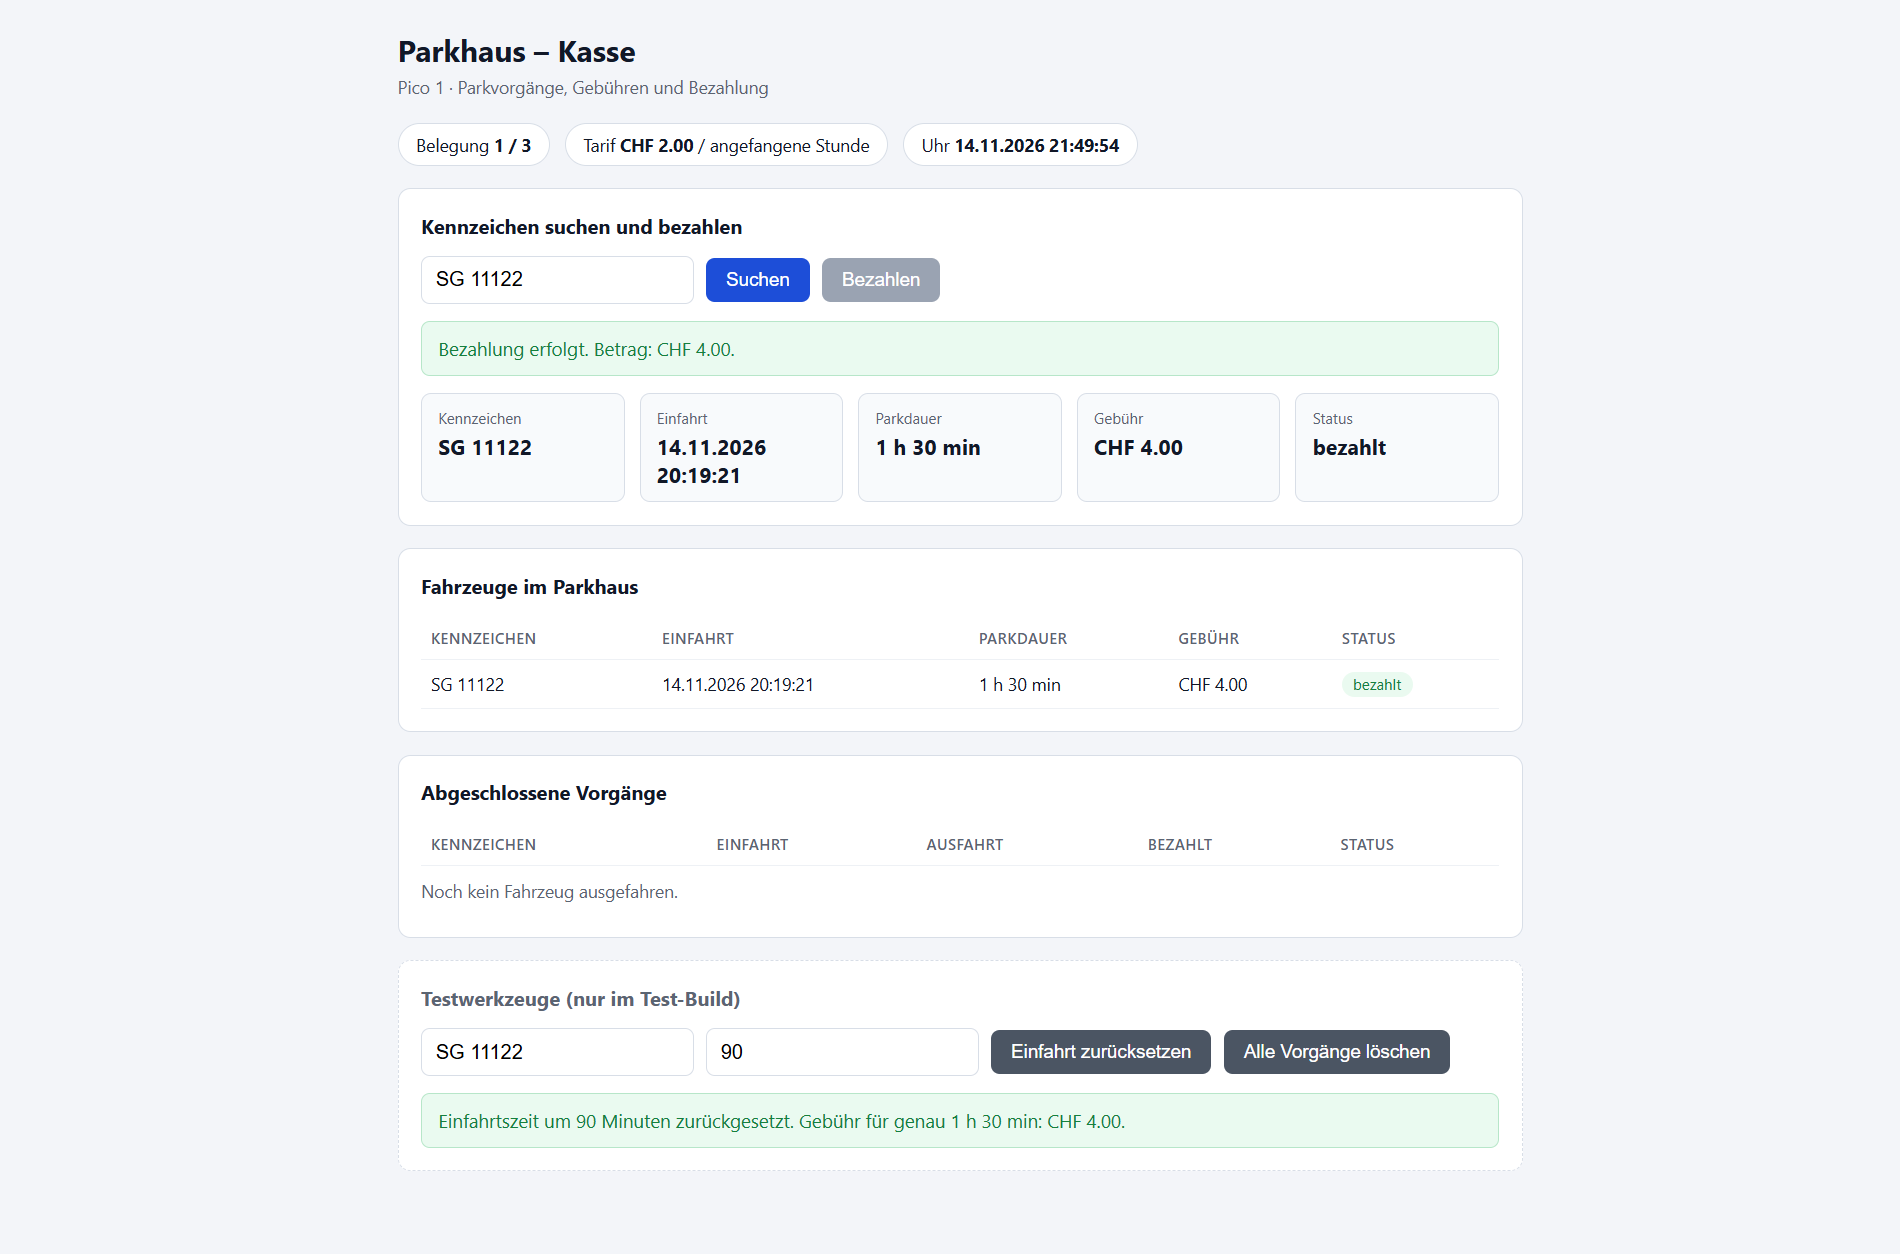 Parkhaus – Kasse
Pico 1 · Parkvorgänge, Gebühren und Bezahlung
Belegung 1 / 3
Tarif CHF 2.00 / angefangene Stunde
Uhr 14.11.2026 21:49:54
Kennzeichen suchen und bezahlen
SG 11122
Suchen
Bezahlen
Bezahlung erfolgt. Betrag: CHF 4.00.
Kennzeichen
SG 11122
Einfahrt
14.11.2026
20:19:21
Parkdauer
1 h 30 min
Gebühr
CHF 4.00
Status
bezahlt
Fahrzeuge im Parkhaus
KENNZEICHEN EINFAHRT PARKDAUER GEBÜHR STATUS
SG 11122 14.11.2026 20:19:21 1 h 30 min CHF 4.00 bezahlt
Abgeschlossene Vorgänge
KENNZEICHEN EINFAHRT AUSFAHRT BEZAHLT STATUS
Noch kein Fahrzeug ausgefahren.
Testwerkzeuge (nur im Test-Build)
SG 11122
90
Einfahrt zurücksetzen
Alle Vorgänge löschen
Einfahrtszeit um 90 Minuten zurückgesetzt. Gebühr für genau 1 h 30 min: CHF 4.00.